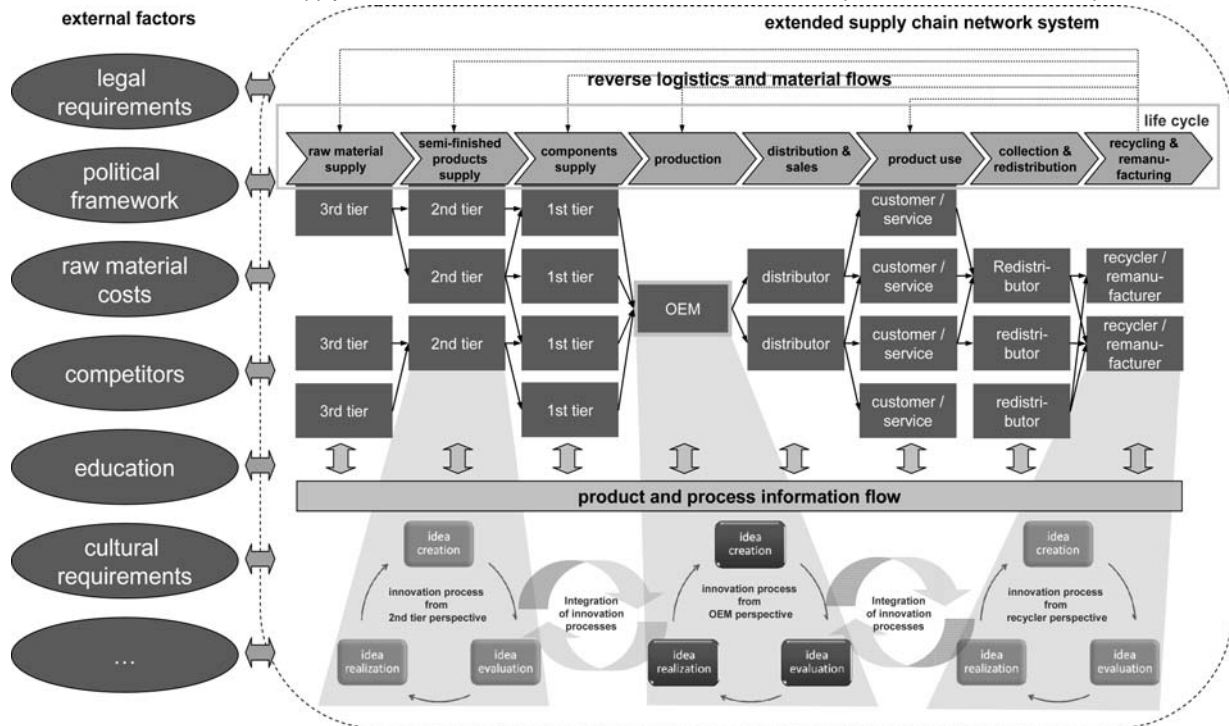 external factors
extended supply chain network system
legal
requirements
political
framework
raw material
costs
competitors
education
cultural
requirements
...
reverse logistics and material flows
life cycle
raw material
supply
semi-finished
products
supply
components
supply
production
distribution &
sales
product use
collection &
redistribution
recycling &
remanu-
facturing
3rd tier
2nd tier
1st tier
customer /
service
2nd tier
1st tier
distributor
customer /
service
Redistri-
butor
recycler /
remanu-
facturer
OEM
3rd tier
2nd tier
1st tier
distributor
customer /
service
redistri-
butor
recycler /
remanu-
facturer
3rd tier
1st tier
customer /
service
redistri-
butor
product and process information flow
idea
creation
innovation process
from
2nd tier perspective
idea
realization
idea
evaluation
Integration
of innovation
processes
idea
creation
innovation process
from
OEM perspective
idea
realization
idea
evaluation
Integration
of innovation
processes
idea
creation
innovation process
from
recycler perspective
idea
realization
idea
evaluation